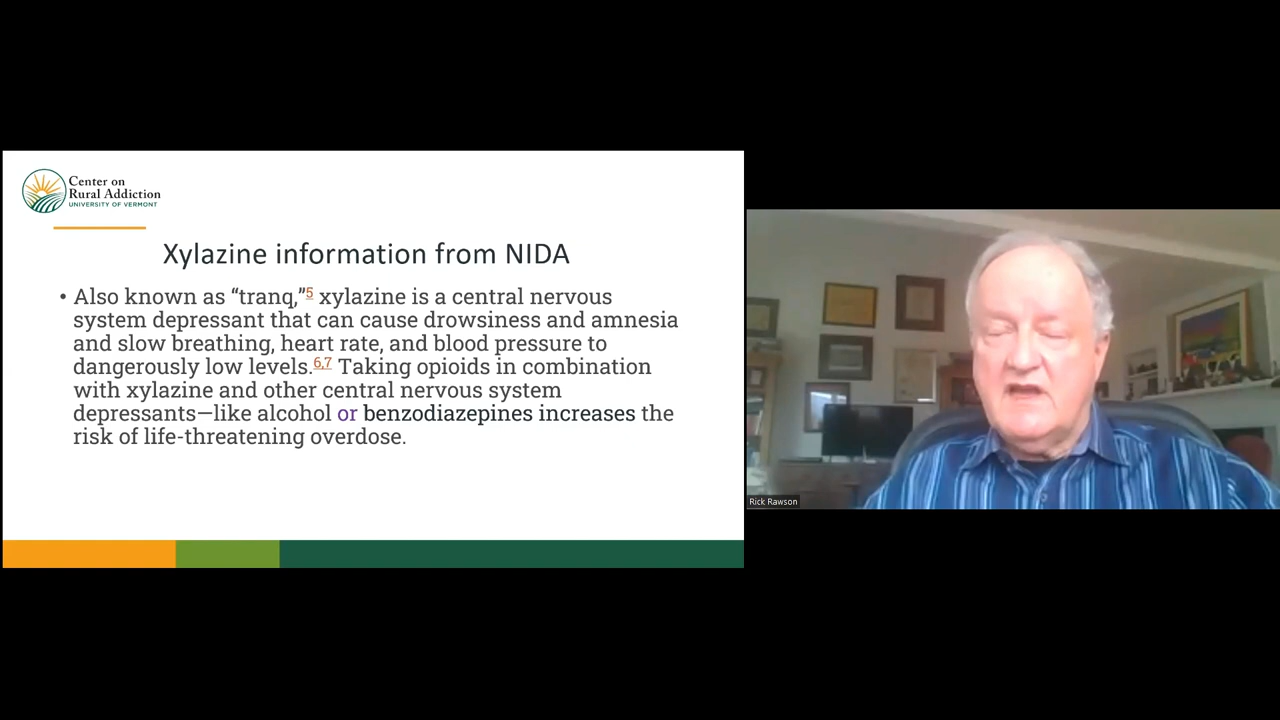 Center on
Rural Addiction
UNIVERSITY OF VERMONT
Xylazine information from NIDA
• Also known as “tranq,”5 xylazine is a central nervous
system depressant that can cause drowsiness and amnesia
and slow breathing, heart rate, and blood pressure to
dangerously low levels.6,7 Taking opioids in combination
with xylazine and other central nervous system
depressants—like alcohol or benzodiazepines increases the
risk of life-threatening overdose.
Rick Rawson